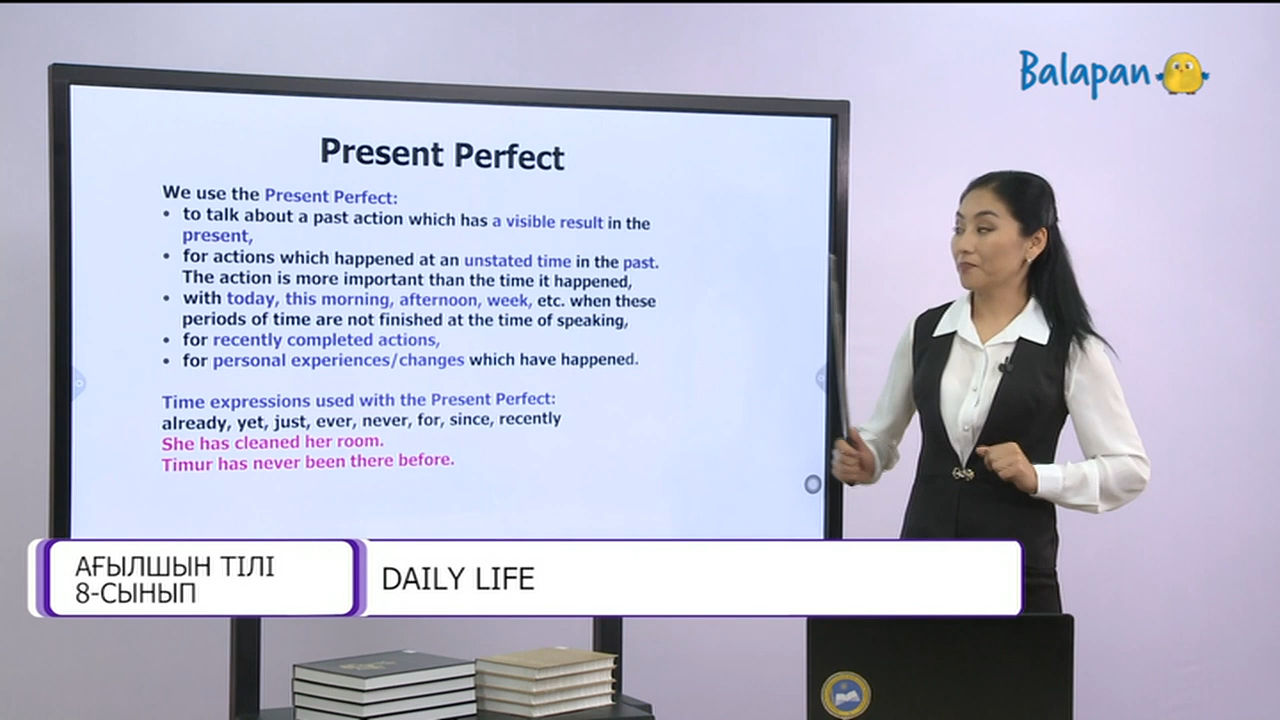 Balapan
Present Perfect
We use the Present Perfect:
• to talk about a past action which has a visible result in the
present,
• for actions which happened at an unstated time in the past.
The action is more important than the time it happened,
• with today, this morning, afternoon, week, etc. when these
periods of time are not finished at the time of speaking,
• for recently completed actions,
• for personal experiences/changes which have happened.
Time expressions used with the Present Perfect:
already, yet, just, ever, never, for, since, recently
She has cleaned her room.
Timur has never been there before.
АҒЫЛШЫН ТІЛІ
8-СЫНЫП
DAILY LIFE